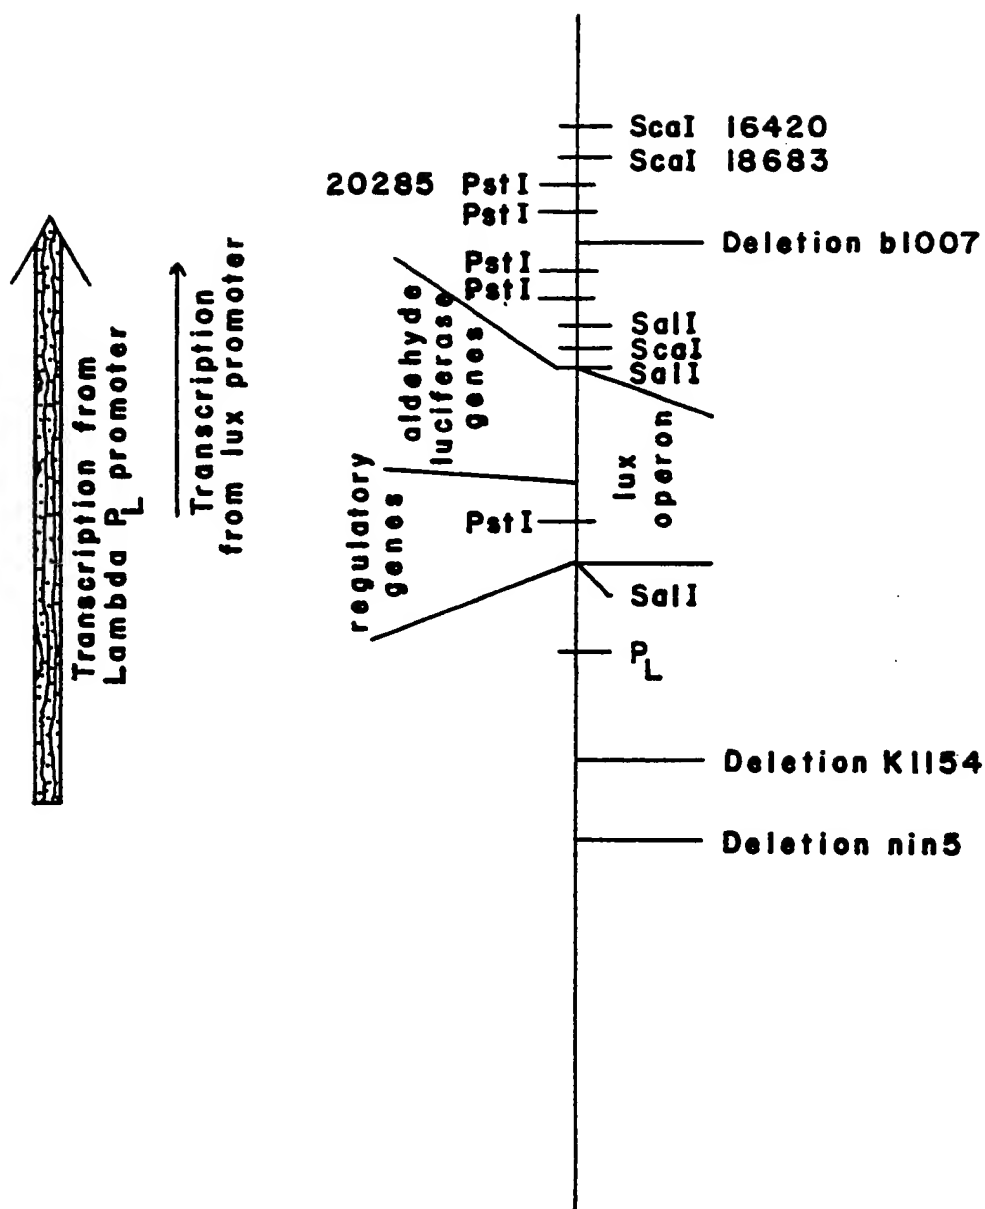 ScaI 16420
ScaI 18683
20285 PstI
PstI
Deletion b1007
PstI
PstI
SalI
ScaI
SalI
aldehyde
luciferase
genes
lux
operon
regulatory
genes
PstI
SalI
PL
Deletion K1154
Deletion nin5
Transcription from
Lambda PL promoter
Transcription
from lux promoter